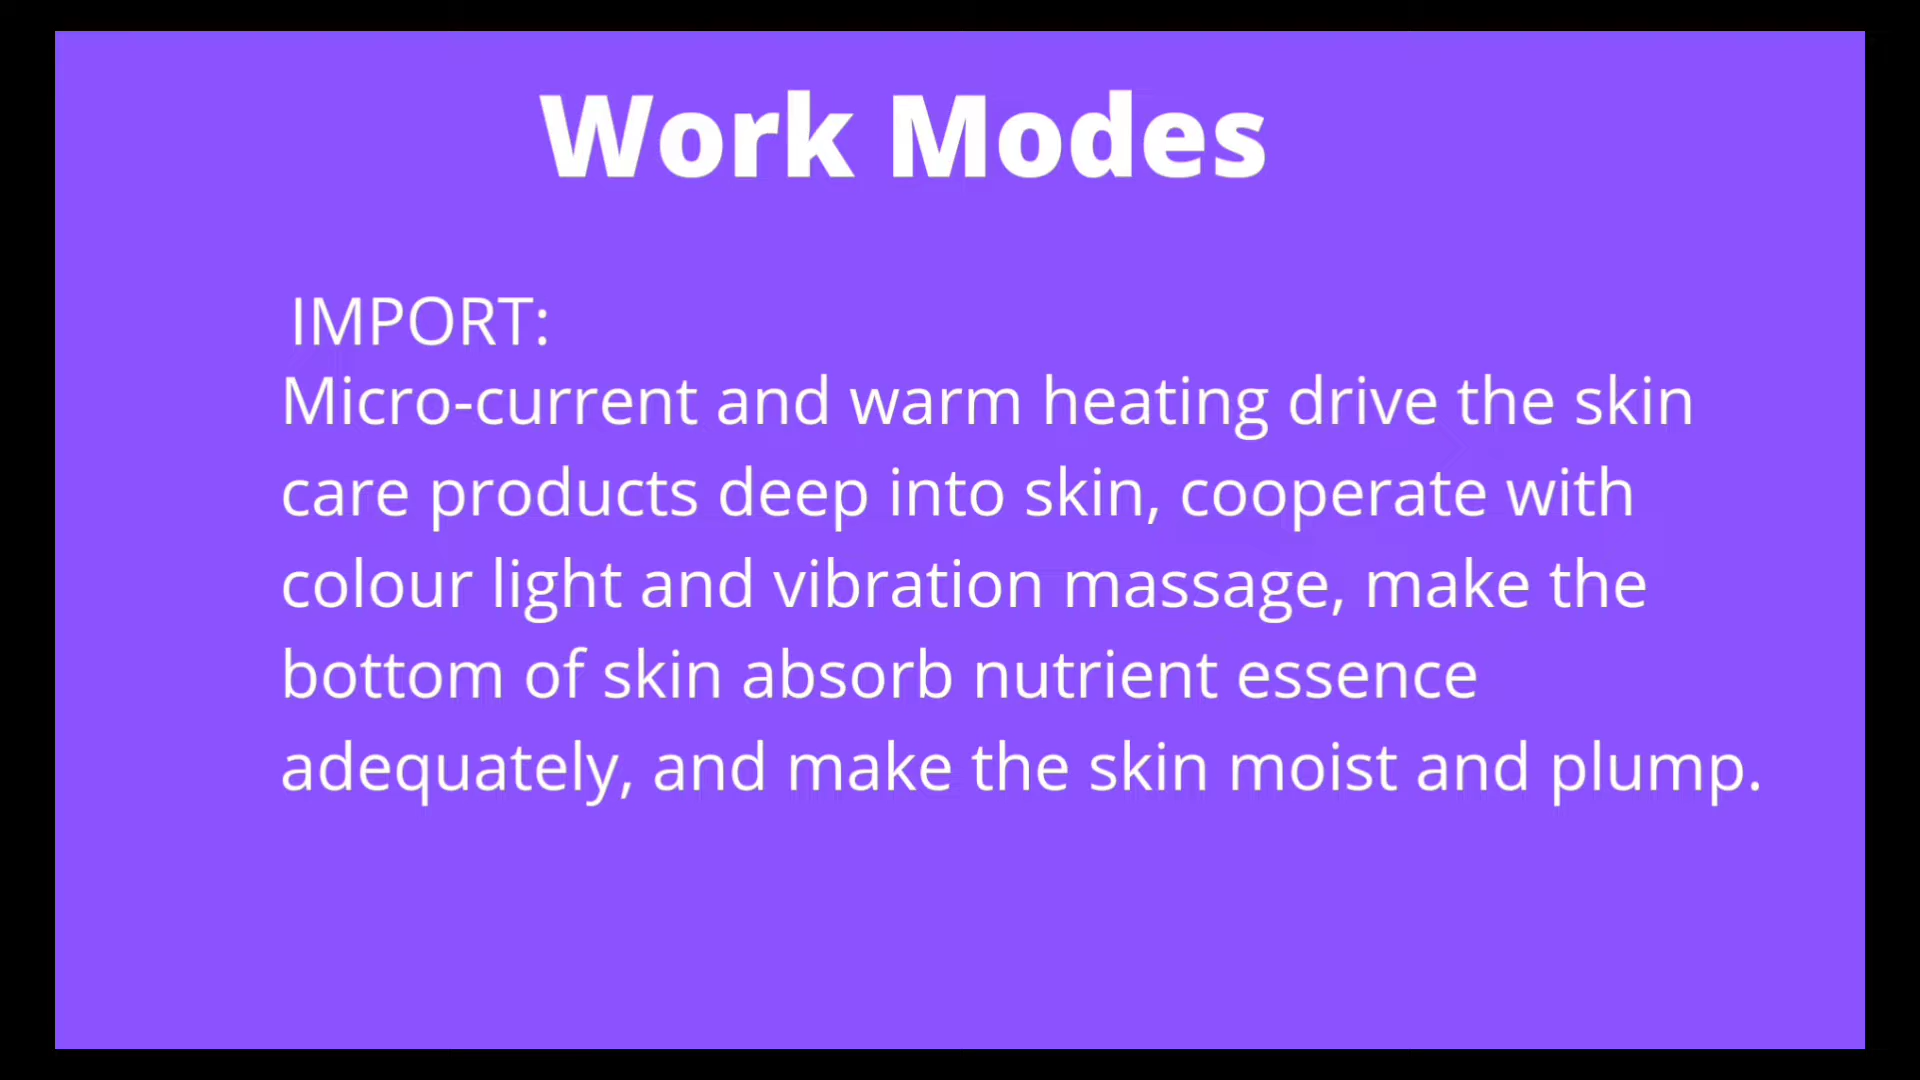 Work Modes
IMPORT:
Micro-current and warm heating drive the skin
care products deep into skin, cooperate with
colour light and vibration massage, make the
bottom of skin absorb nutrient essence
adequately, and make the skin moist and plump.